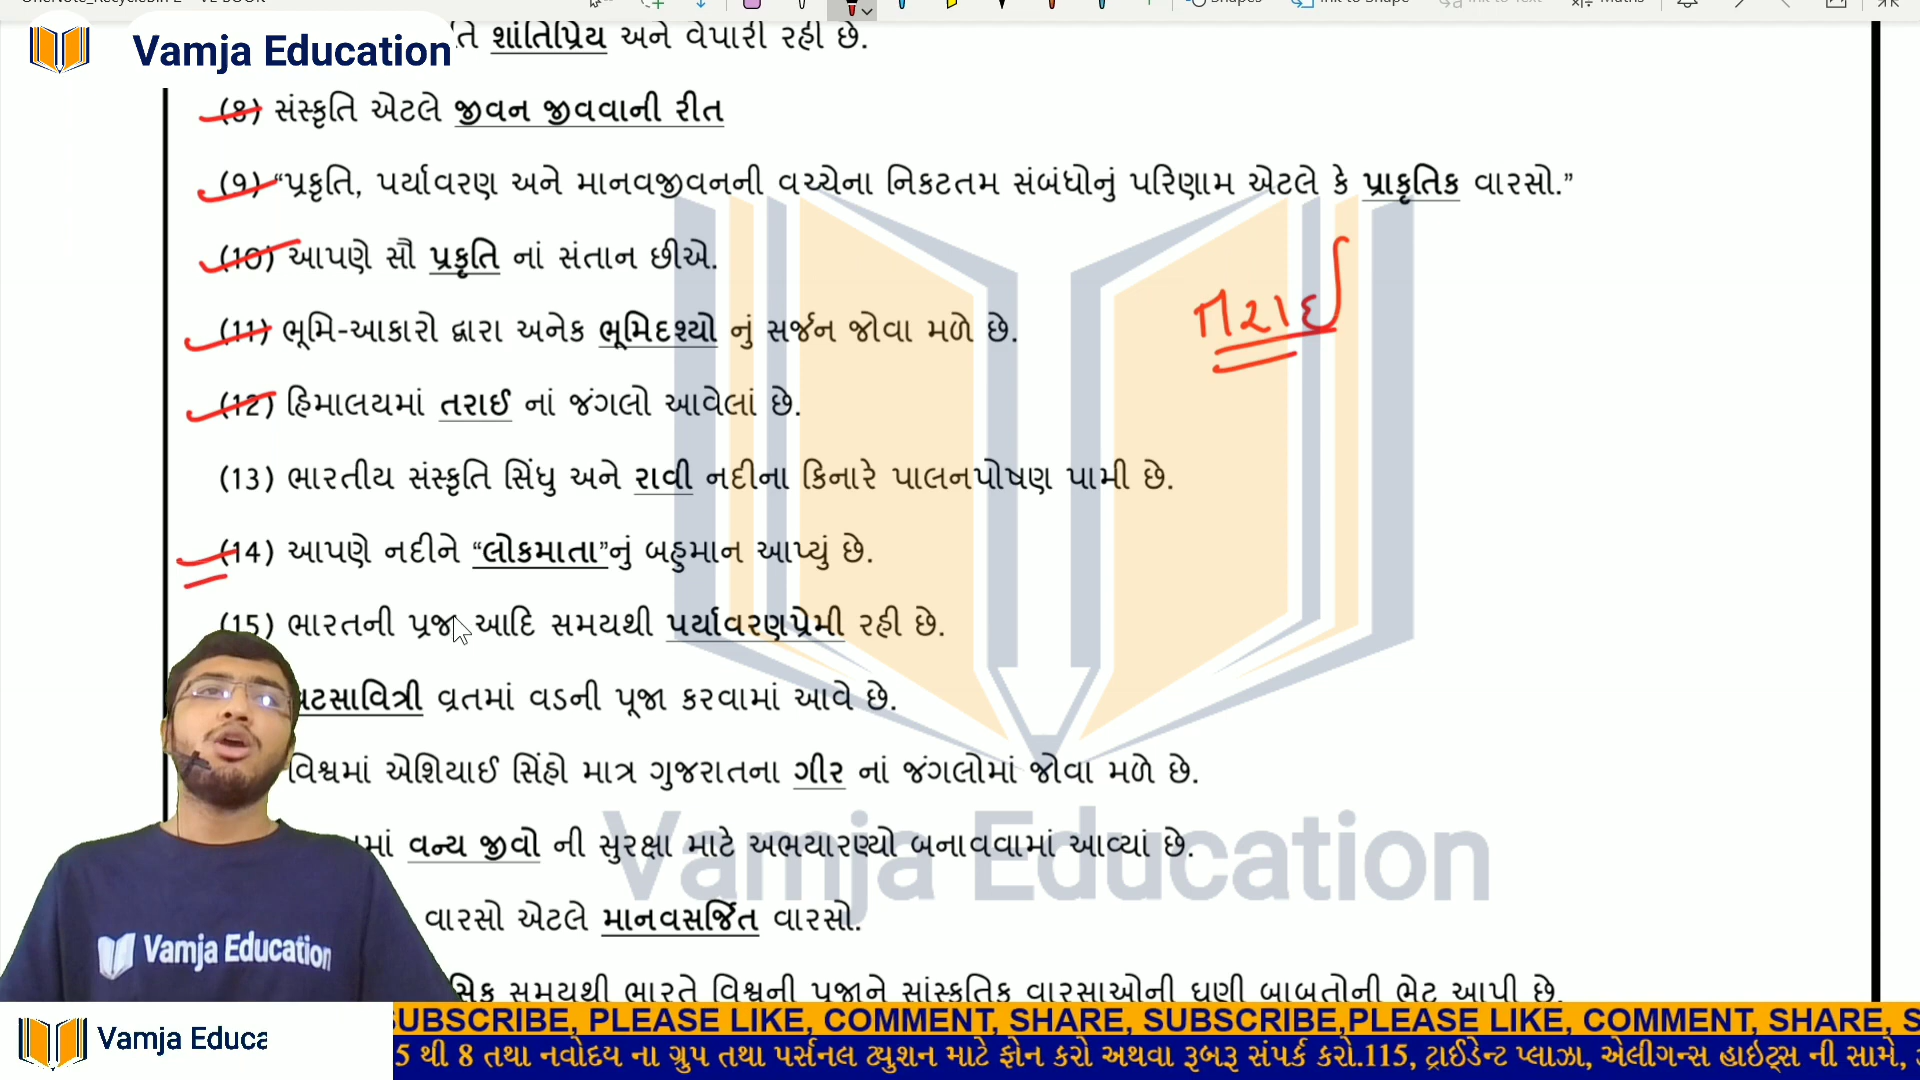 Vamja Education
શાંતિપ્રિય અને વેપારી રહી છે.
(8) સંસ્કૃતિ એટલે જીવન જીવવાની રીત
(9) “પ્રકૃતિ, પર્યાવરણ અને માનવજીવનની વચ્ચેના નિકટતમ સંબંધોનું પરિણામ એટલે કે પ્રાકૃતિક વારસો.”
(10) આપણે સૌ પ્રકૃતિ નાં સંતાન છીએ.
(11) ભૂમિ-આકારો દ્વારા અનેક ભૂમિદશ્યો નું સર્જન જોવા મળે છે.
તરાઈ
(12) હિમાલયમાં તરાઈ નાં જંગલો આવેલાં છે.
(13) ભારતીય સંસ્કૃતિ સિંધુ અને રાવી નદીના કિનારે પાલનપોષણ પામી છે.
(14) આપણે નદીને “લોકમાતા”નું બહુમાન આપ્યું છે.
(15) ભારતની પ્રજા આદિ સમયથી પર્યાવરણપ્રેમી રહી છે.
વટસાવિત્રી વ્રતમાં વડની પૂજા કરવામાં આવે છે.
વિશ્વમાં એશિયાઈ સિંહો માત્ર ગુજરાતના ગીર નાં જંગલોમાં જોવા મળે છે.
વન્ય જીવો ની સુરક્ષા માટે અભયારણ્યો બનાવવામાં આવ્યાં છે.
Vamja Education
વારસો એટલે માનવસર્જિત વારસો.
Vamja Education
સમયથી ભારતે વિશ્વની પ્રજાને સાંસ્કૃતિક વારસાઓની ઘણી બાબતોની ભેટ આપી છે.
UBSCRIBE, PLEASE LIKE, COMMENT, SHARE, SUBSCRIBE,PLEASE LIKE, COMMENT, SHARE, S
Vamja Educa
5 થી 8 તથા નવોદય ના ગ્રુપ તથા પર્સનલ ટ્યુશન માટે ફોન કરો અથવા રૂબરૂ સંપર્ક કરો.115, ટ્રાઈડેન્ટ પ્લાઝા, એલીગન્સ હાઇટ્સ ની સામે,